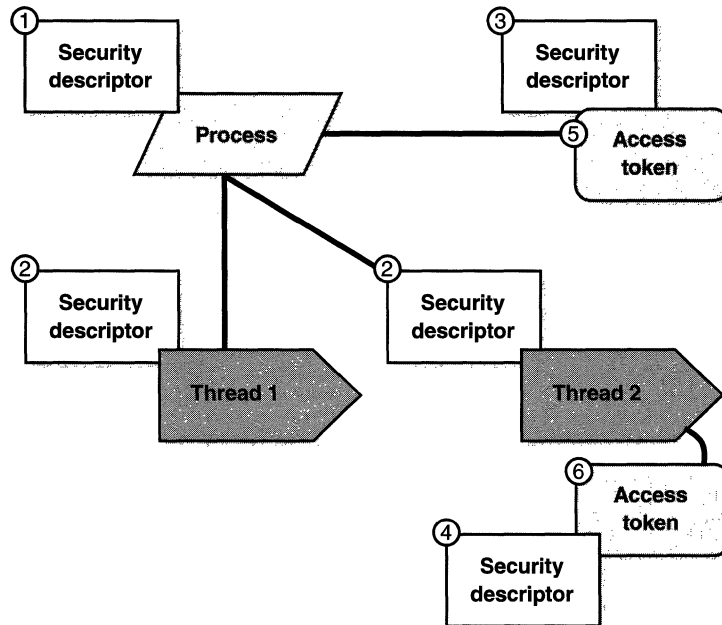 1
Security
descriptor
3
Security
descriptor
Process
5
Access
token
2
Security
descriptor
2
Security
descriptor
Thread 1
Thread 2
6
Access
token
4
Security
descriptor